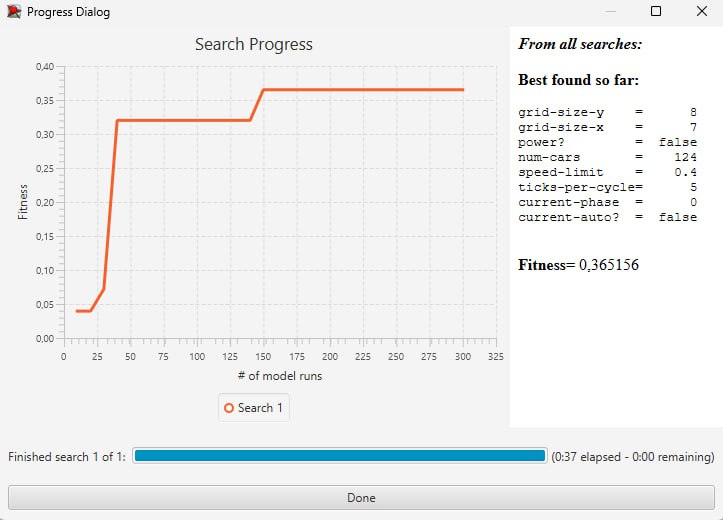 Progress Dialog
Search Progress
0,40
0,35
0,30
0,25
0,20
0,15
0,10
0,05
0,00
Fitness
0 25 50 75 100 125 150 175 200 225 250 275 300 325
# of model runs
Search 1
From all searches:
Best found so far:
grid-size-y = 8
grid-size-x = 7
power? = false
num-cars = 124
speed-limit = 0.4
ticks-per-cycle= 5
current-phase = 0
current-auto? = false
Fitness= 0,365156
Finished search 1 of 1: (0:37 elapsed - 0:00 remaining)
Done